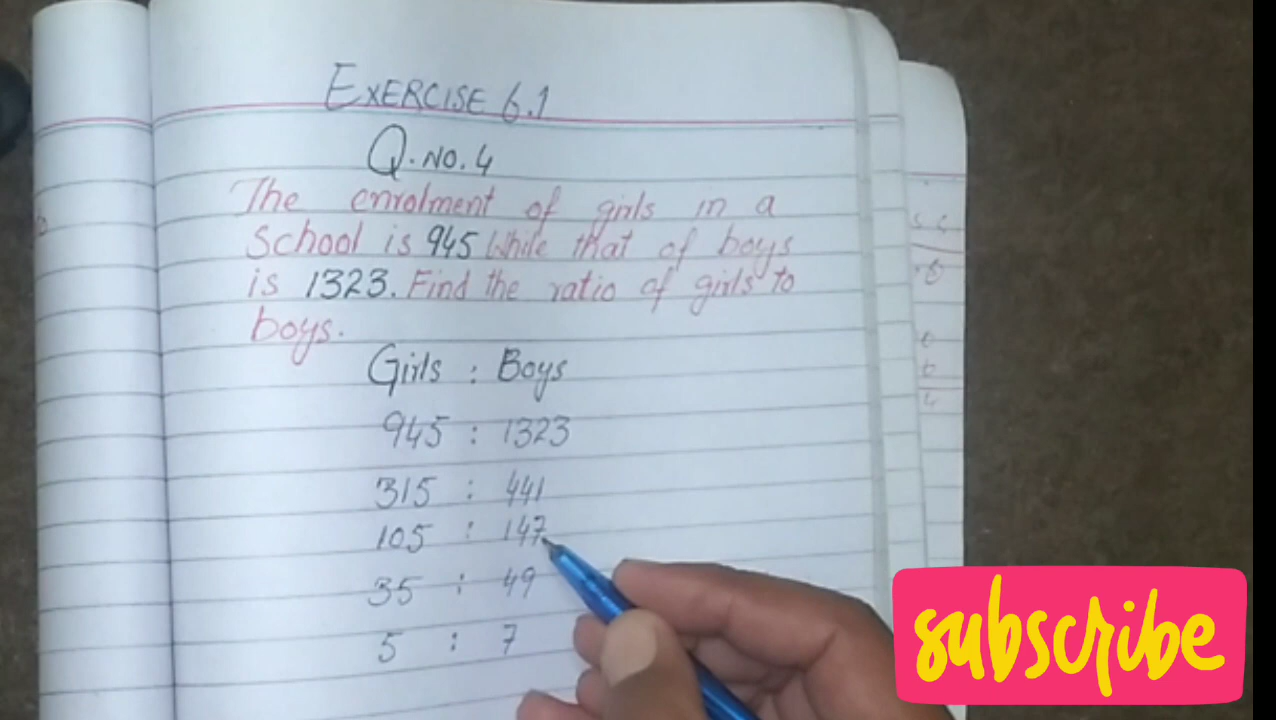 EXERCISE 6.1
Q.NO.4
The enrolment of girls in a
School is 945 While that of boys
is 1323. Find the ratio of girls to
boys.
Girls : Boys
945 : 1323
315 : 441
105 : 147
35 : 49
5 : 7
subscribe